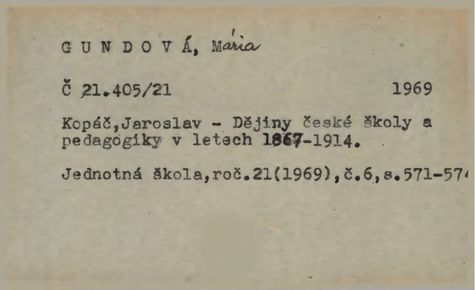 GUNDOVÁ, Mária
Č 21.405/21 1969
Kopáč,Jaroslav - Dějiny české školy a
pedagogiky v letech 1867-1914.
Jednotná škola,roč.21(1969),č.6,s.571-57